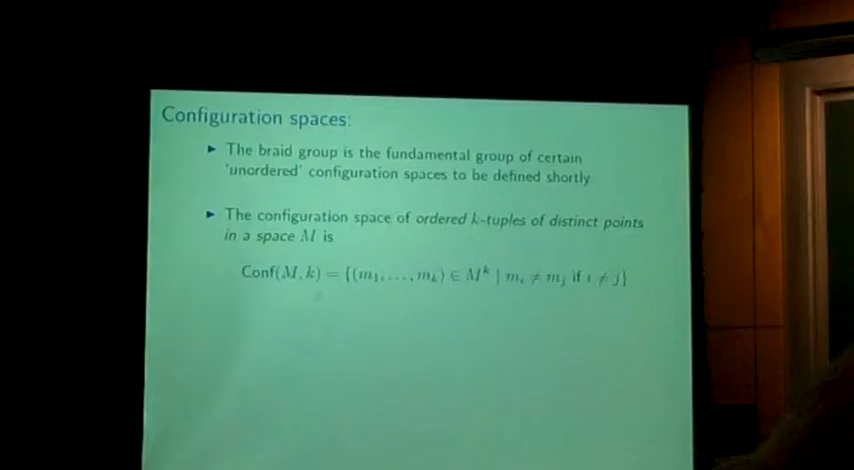 Configuration spaces:
► The braid group is the fundamental group of certain
'unordered' configuration spaces to be defined shortly.
► The configuration space of ordered k-tuples of distinct points
in a space M is
Conf(M, k) = {(m₁, . . . , mₖ) ∈ Mᵏ | mᵢ ≠ mⱼ if i ≠ j}